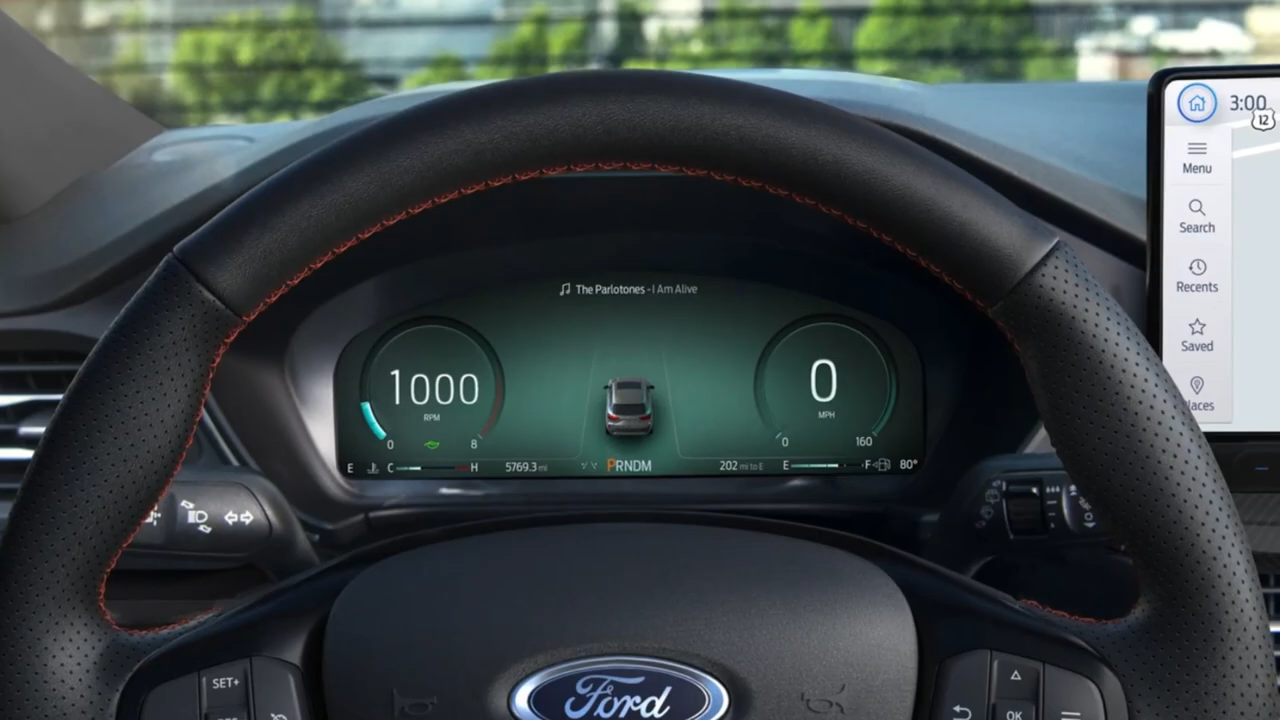 3:00
12
Menu
Search
Recents
Saved
laces
The Parlotones - I Am Alive
1000
RPM
0 8
0
MPH
0 160
E C H 5769.3 mi PRNDM 202 mi to E E F 80°
SET+
Ford
OK